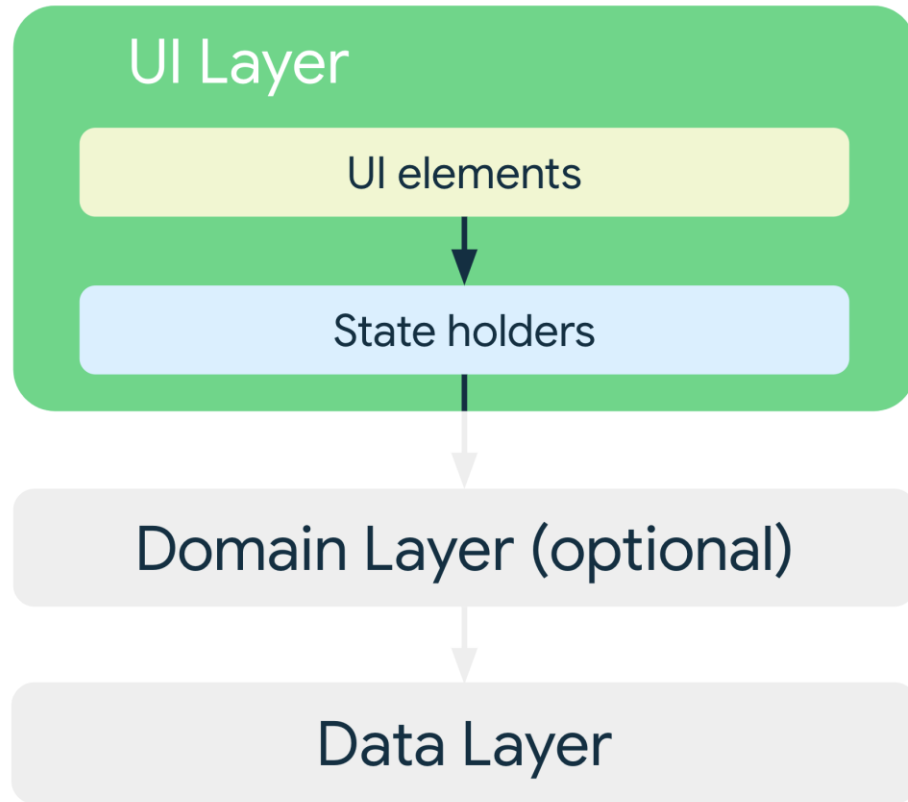 UI Layer
UI elements
State holders
Domain Layer (optional)
Data Layer